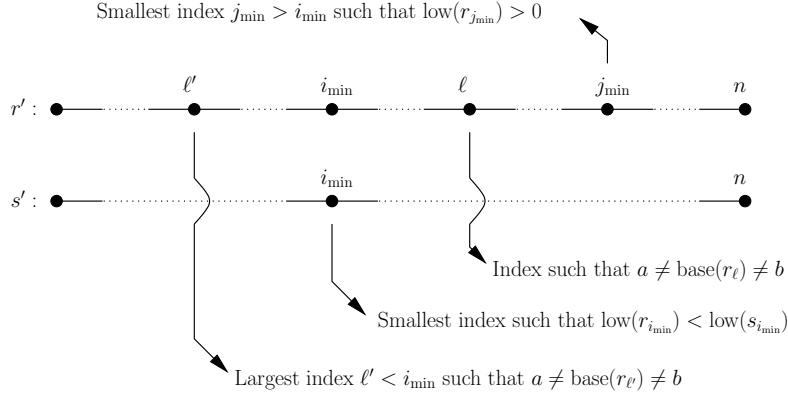 Smallest index j_min > i_min such that low(r_{j_min}) > 0
ℓ′ i_min ℓ j_min n
r′ :
i_min n
s′ :
Index such that a ≠ base(r_ℓ) ≠ b
Smallest index such that low(r_{i_min}) < low(s_{i_min})
Largest index ℓ′ < i_min such that a ≠ base(r_{ℓ′}) ≠ b